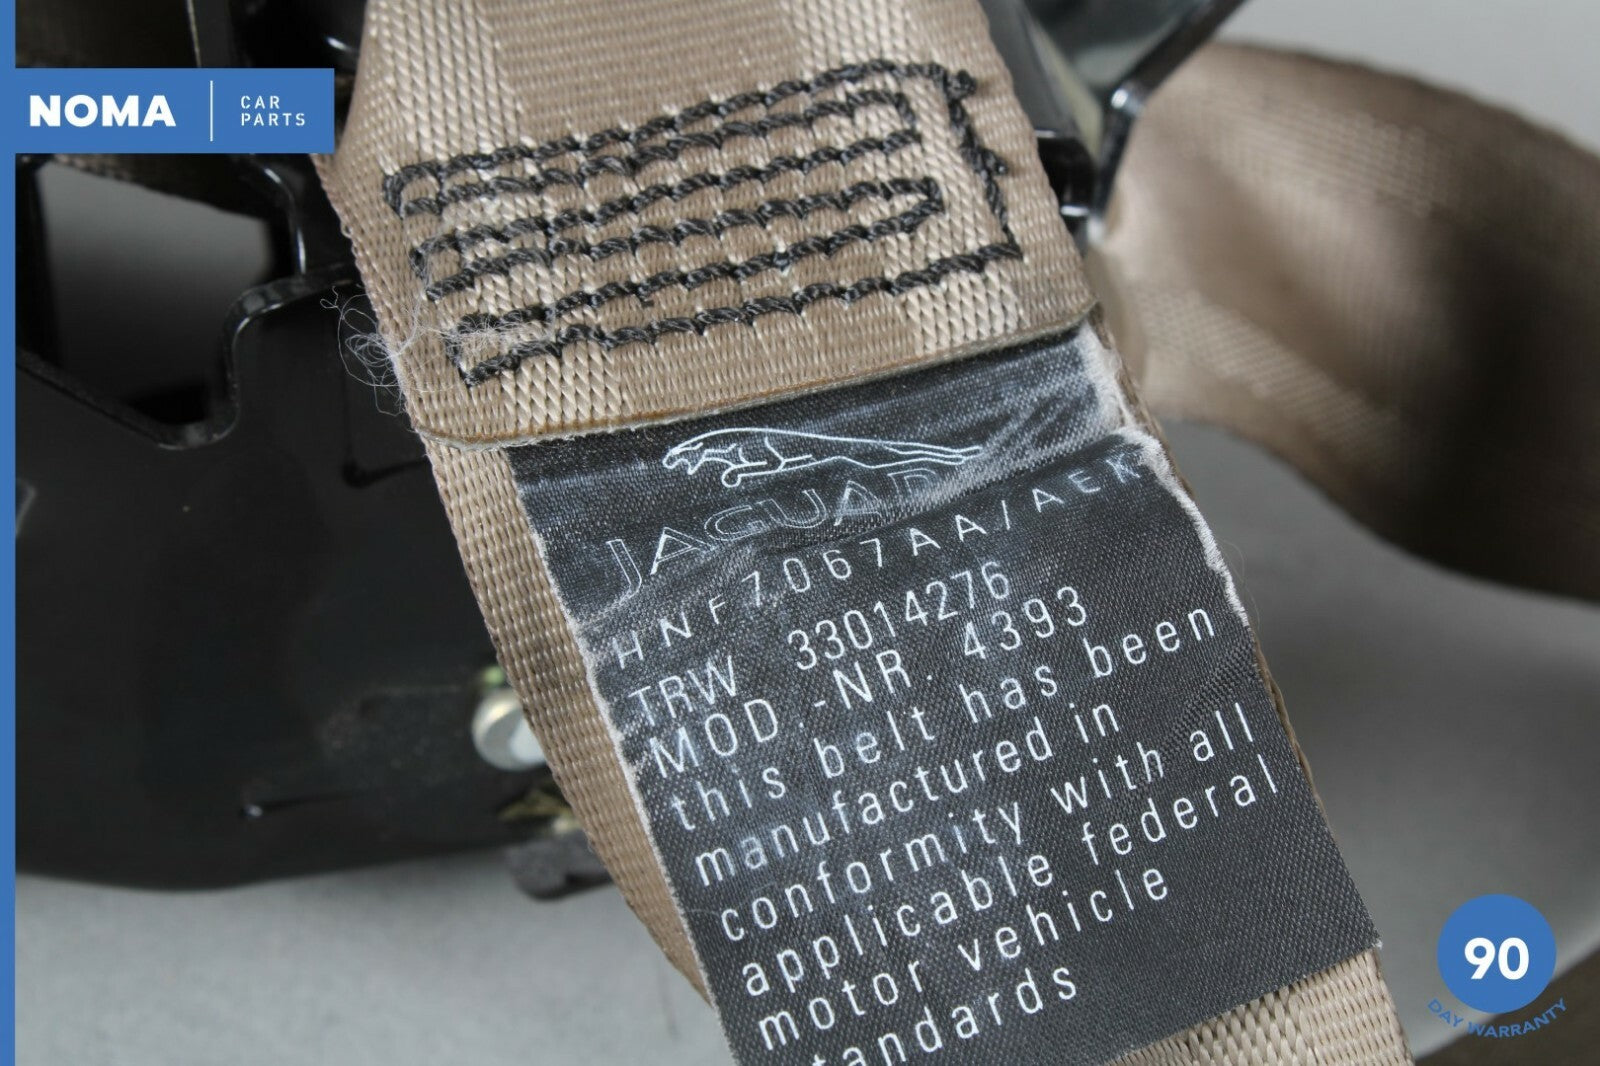 NOMA
CAR
PARTS
JAGUAR
HNF7067AA/AEK
TRW 33014276
MOD.-NR. 4393
this belt has been
manufactured in
conformity with all
applicable federal
motor vehicle
standards
90
DAY WARRANTY